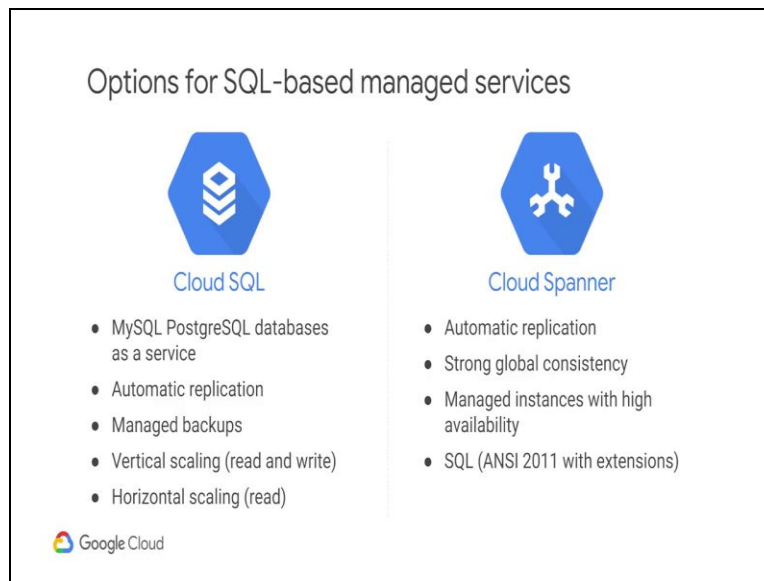 Options for SQL-based managed services
Cloud SQL
● MySQL PostgreSQL databases
as a service
● Automatic replication
● Managed backups
● Vertical scaling (read and write)
● Horizontal scaling (read)
Cloud Spanner
● Automatic replication
● Strong global consistency
● Managed instances with high
availability
● SQL (ANSI 2011 with extensions)
Google Cloud